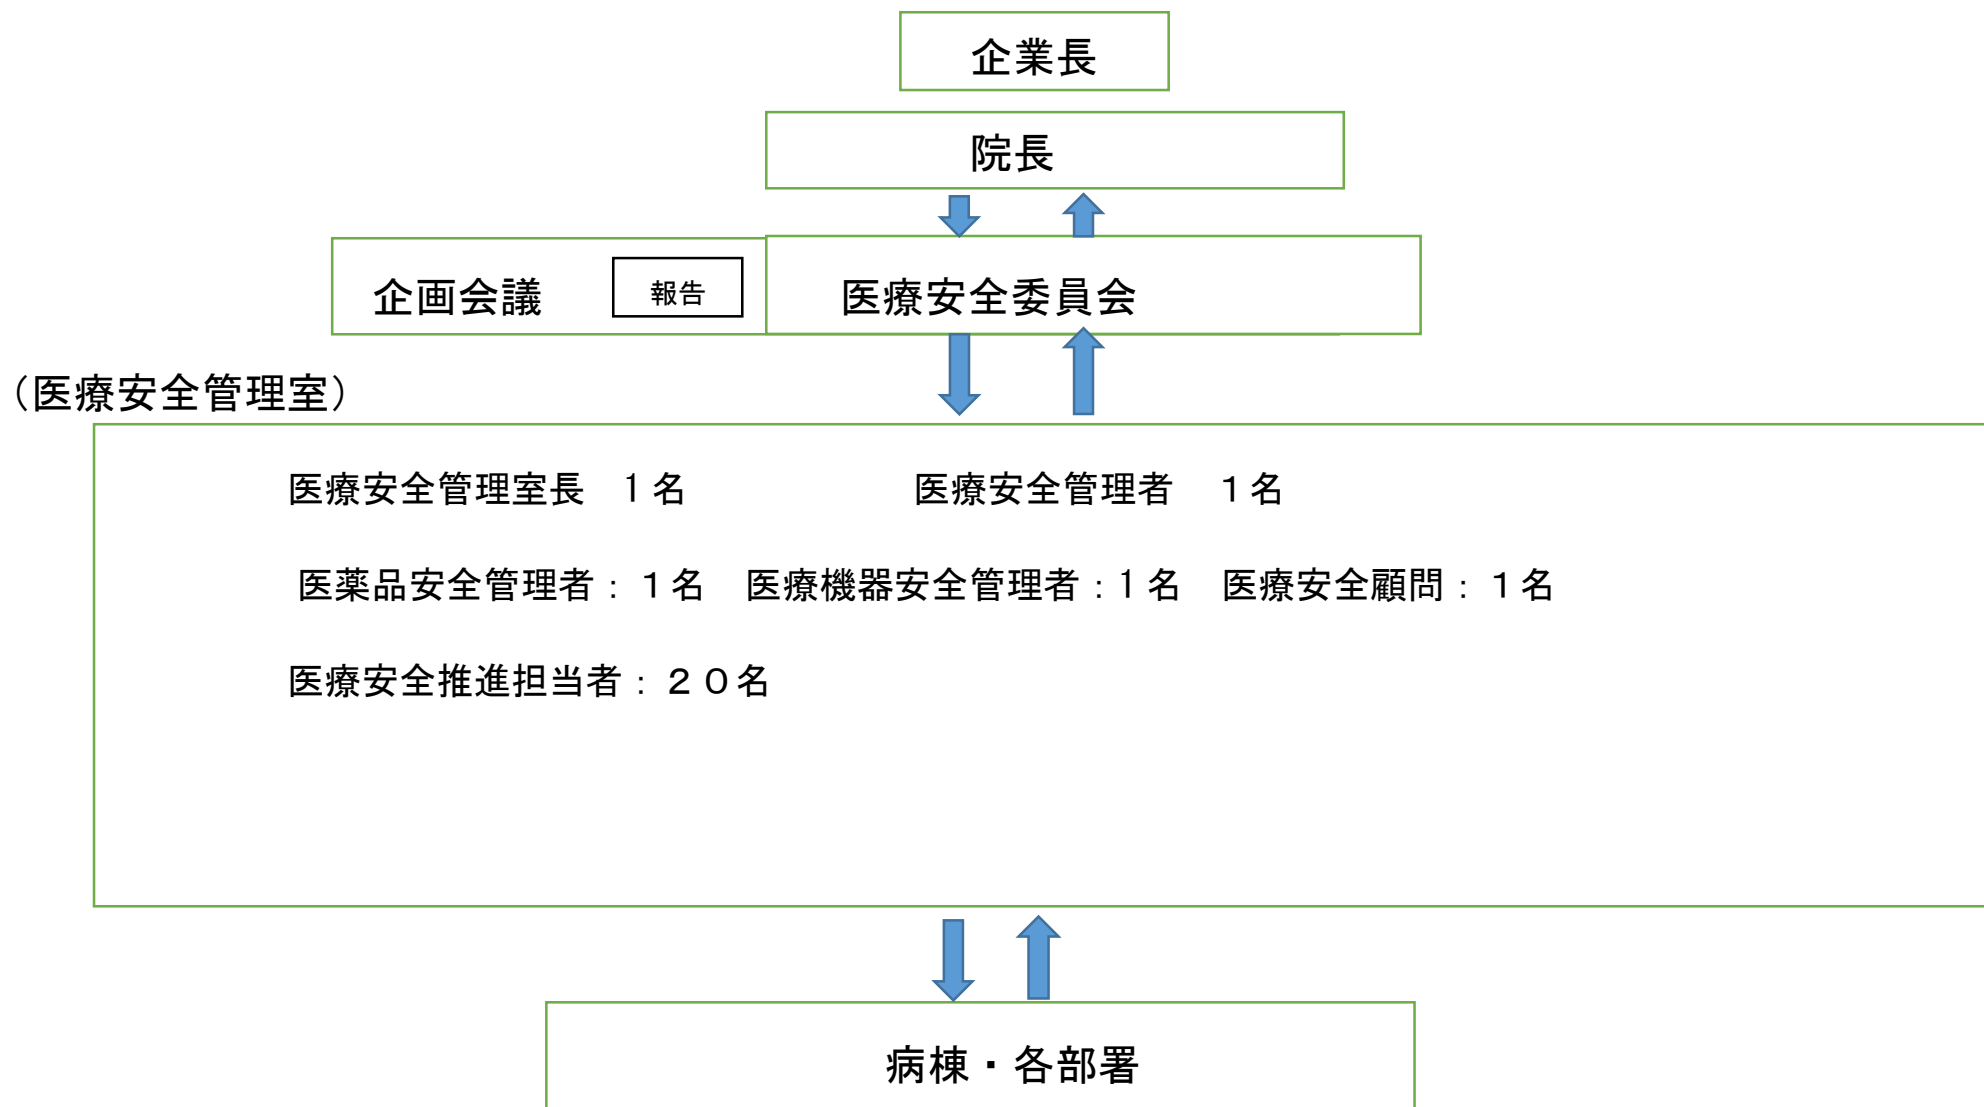 企業長
院長
企画会議 報告 医療安全委員会
（医療安全管理室）
医療安全管理室長　1名　医療安全管理者　1名
医薬品安全管理者：1名　医療機器安全管理者：1名　医療安全顧問：1名
医療安全推進担当者：２０名
病棟・各部署